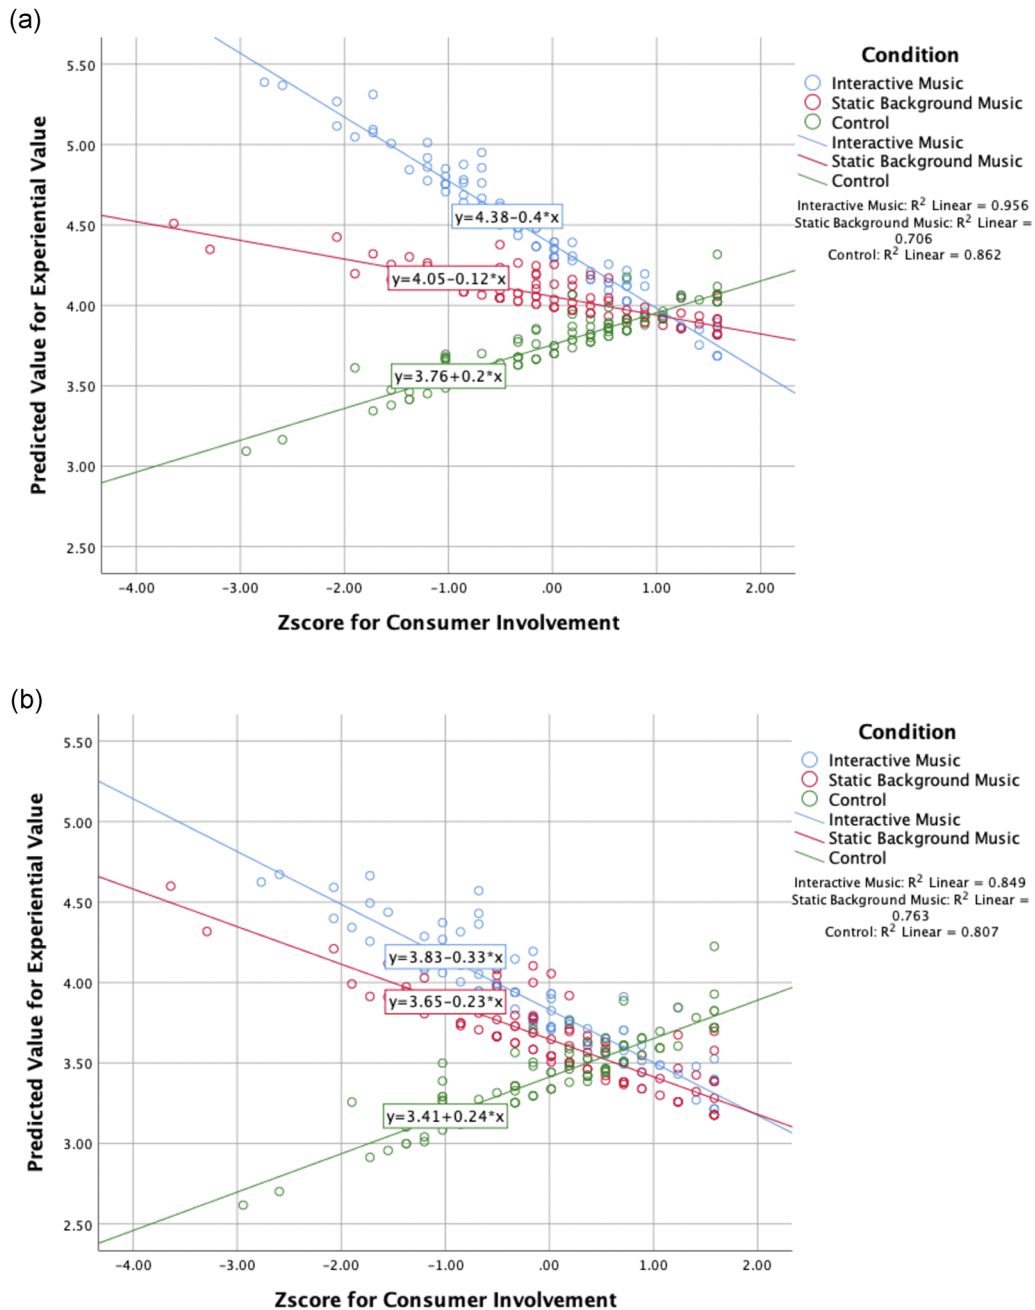 (a)
Predicted Value for Experiential Value
5.50
5.00
4.50
4.00
3.50
3.00
2.50
y=4.38-0.4*x
y=4.05-0.12*x
y=3.76+0.2*x
-4.00 -3.00 -2.00 -1.00 .00 1.00 2.00
Zscore for Consumer Involvement
Condition
Interactive Music
Static Background Music
Control
Interactive Music
Static Background Music
Control
Interactive Music: R² Linear = 0.956
Static Background Music: R² Linear =
0.706
Control: R² Linear = 0.862
(b)
Predicted Value for Experiential Value
5.50
5.00
4.50
4.00
3.50
3.00
2.50
y=3.83-0.33*x
y=3.65-0.23*x
y=3.41+0.24*x
-4.00 -3.00 -2.00 -1.00 .00 1.00 2.00
Zscore for Consumer Involvement
Condition
Interactive Music
Static Background Music
Control
Interactive Music
Static Background Music
Control
Interactive Music: R² Linear = 0.849
Static Background Music: R² Linear =
0.763
Control: R² Linear = 0.807